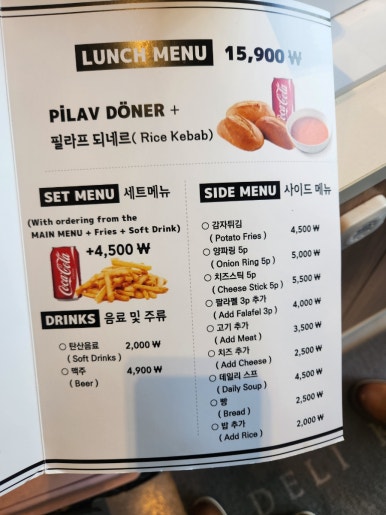 LUNCH MENU 15,900 ₩
PİLAV DÖNER +
필라프 되네르( Rice Kebab)
Coca-Cola
SET MENU 세트메뉴
(With ordering from the
MAIN MENU + Fries + Soft Drink)
+4,500 ₩
Coca-Cola
DRINKS 음료 및 주류
○ 탄산음료 2,000 ₩
( Soft Drinks )
○ 맥주 4,900 ₩
( Beer )
SIDE MENU 사이드 메뉴
○ 감자튀김 4,500 ₩
( Potato Fries )
○ 양파링 5p 5,000 ₩
( Onion Ring 5p )
○ 치즈스틱 5p 5,500 ₩
( Cheese Stick 5p )
○ 팔라펠 3p 추가 4,000 ₩
( Add Falafel 3p )
○ 고기 추가 3,500 ₩
( Add Meat )
○ 치즈 추가 2,500 ₩
( Add Cheese )
○ 데일리 스프 4,500 ₩
( Daily Soup )
○ 빵 2,500 ₩
( Bread )
○ 밥 추가 2,000 ₩
( Add Rice )
DELI